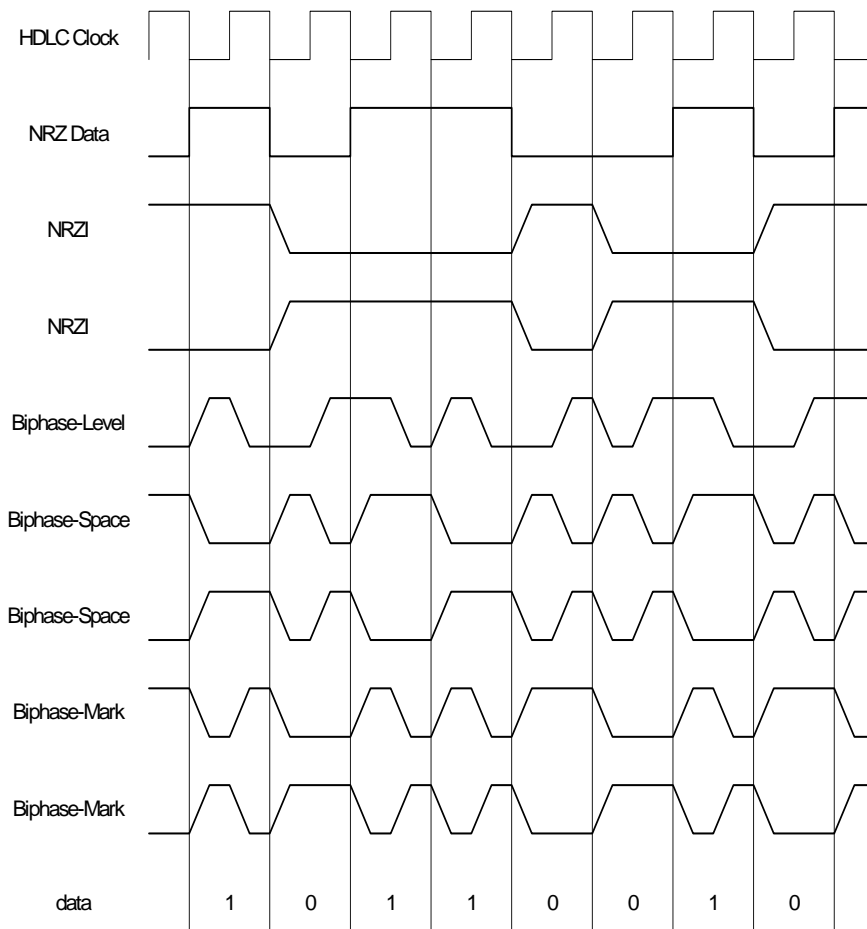 HDLC Clock
NRZ Data
NRZI
NRZI
Biphase-Level
Biphase-Space
Biphase-Space
Biphase-Mark
Biphase-Mark
data 1 0 1 1 0 0 1 0